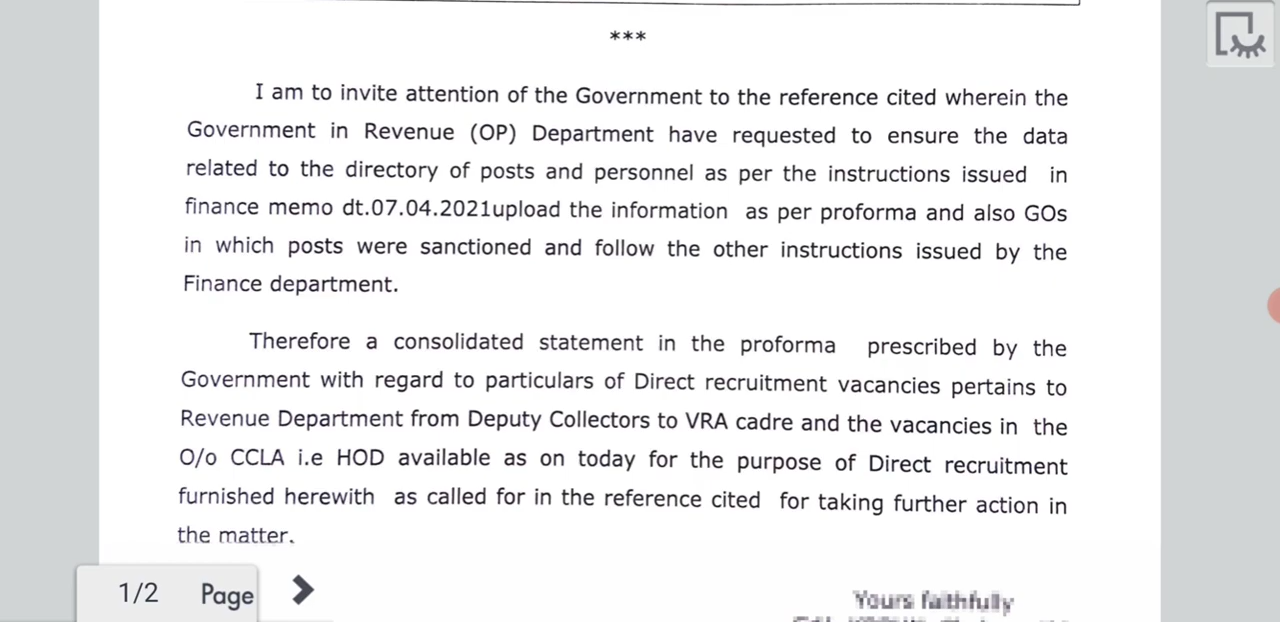 ***
I am to invite attention of the Government to the reference cited wherein the
Government in Revenue (OP) Department have requested to ensure the data
related to the directory of posts and personnel as per the instructions issued in
finance memo dt.07.04.2021upload the information as per proforma and also GOs
in which posts were sanctioned and follow the other instructions issued by the
Finance department.
Therefore a consolidated statement in the proforma prescribed by the
Government with regard to particulars of Direct recruitment vacancies pertains to
Revenue Department from Deputy Collectors to VRA cadre and the vacancies in the
O/o CCLA i.e HOD available as on today for the purpose of Direct recruitment
furnished herewith as called for in the reference cited for taking further action in
the matter.
1/2 Page
Yours faithfully